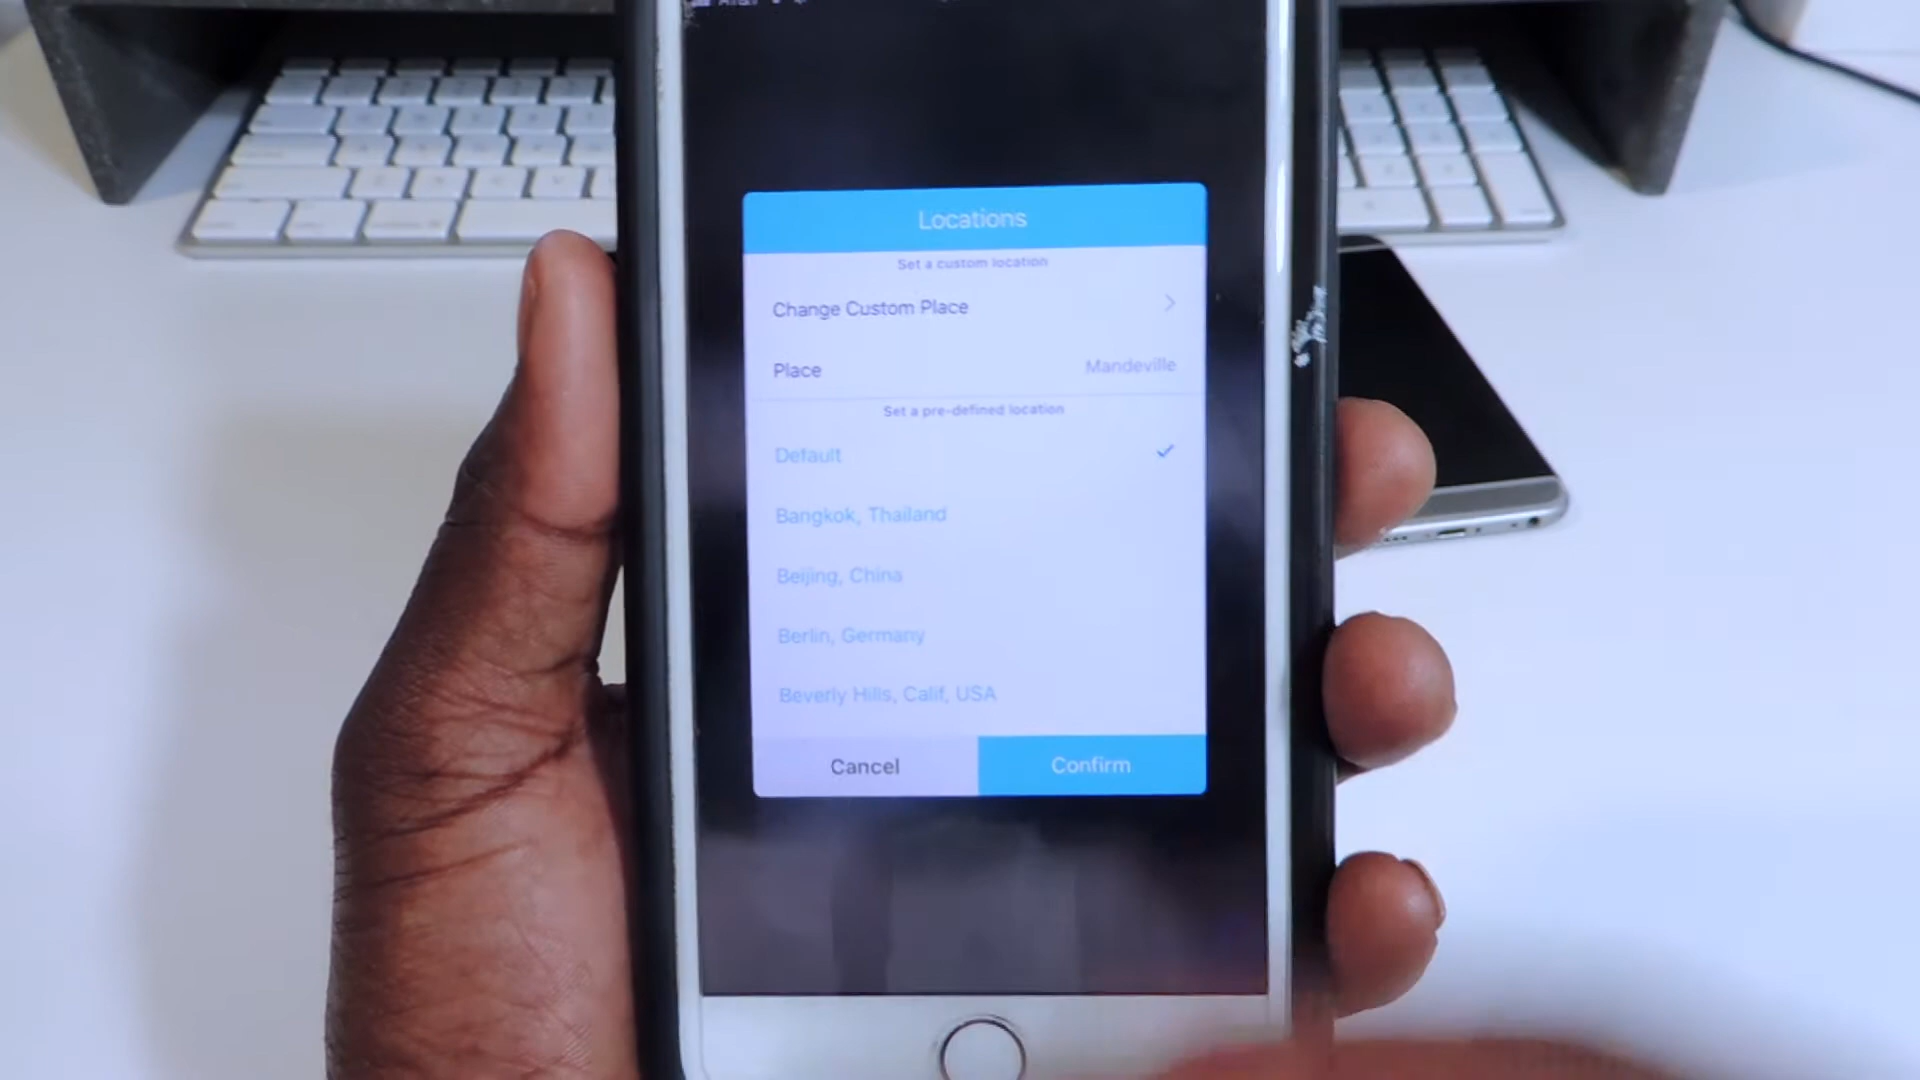 Locations
Set a custom location
Change Custom Place
Place Mandeville
Set a pre-defined location
Default
Bangkok, Thailand
Beijing, China
Berlin, Germany
Beverly Hills, Calif, USA
Cancel Confirm